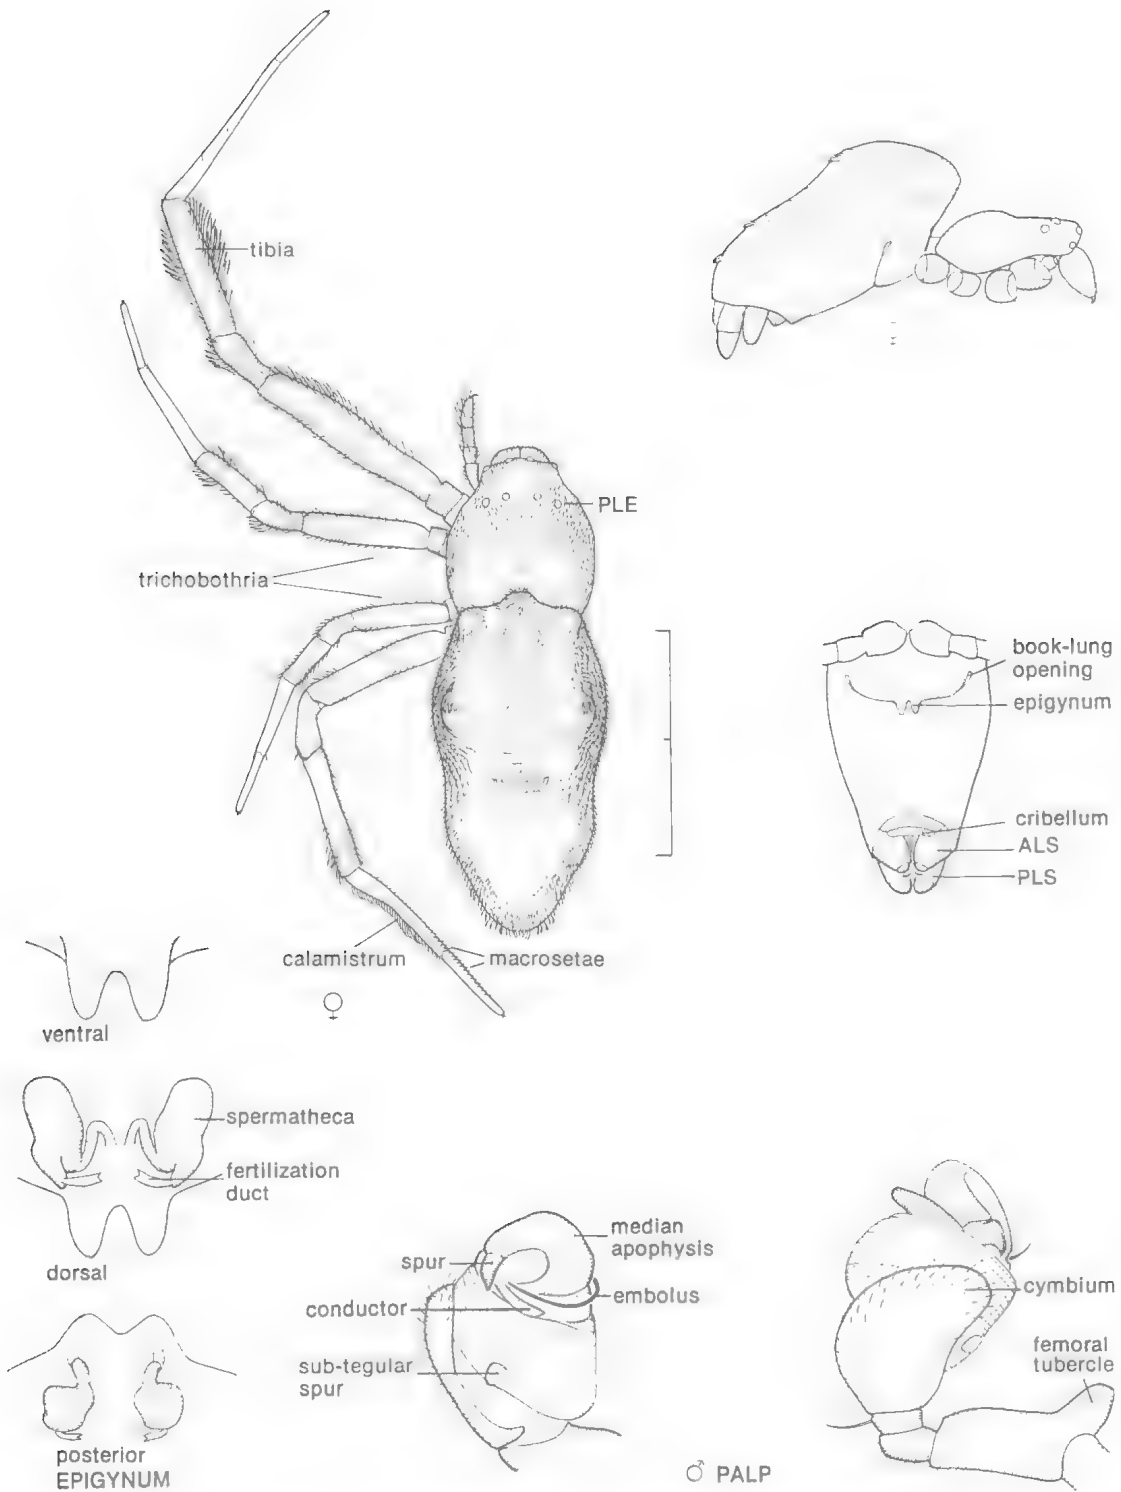 tibia
PLE
trichobothria
book-lung
opening
epigynum
cribellum
ALS
PLS
calamistrum
macrosetae
♀
ventral
spermatheca
fertilization
duct
dorsal
median
apophysis
spur
embolus
conductor
cymbium
sub-tegular
spur
femoral
tubercle
posterior
EPIGYNUM
♂ PALP